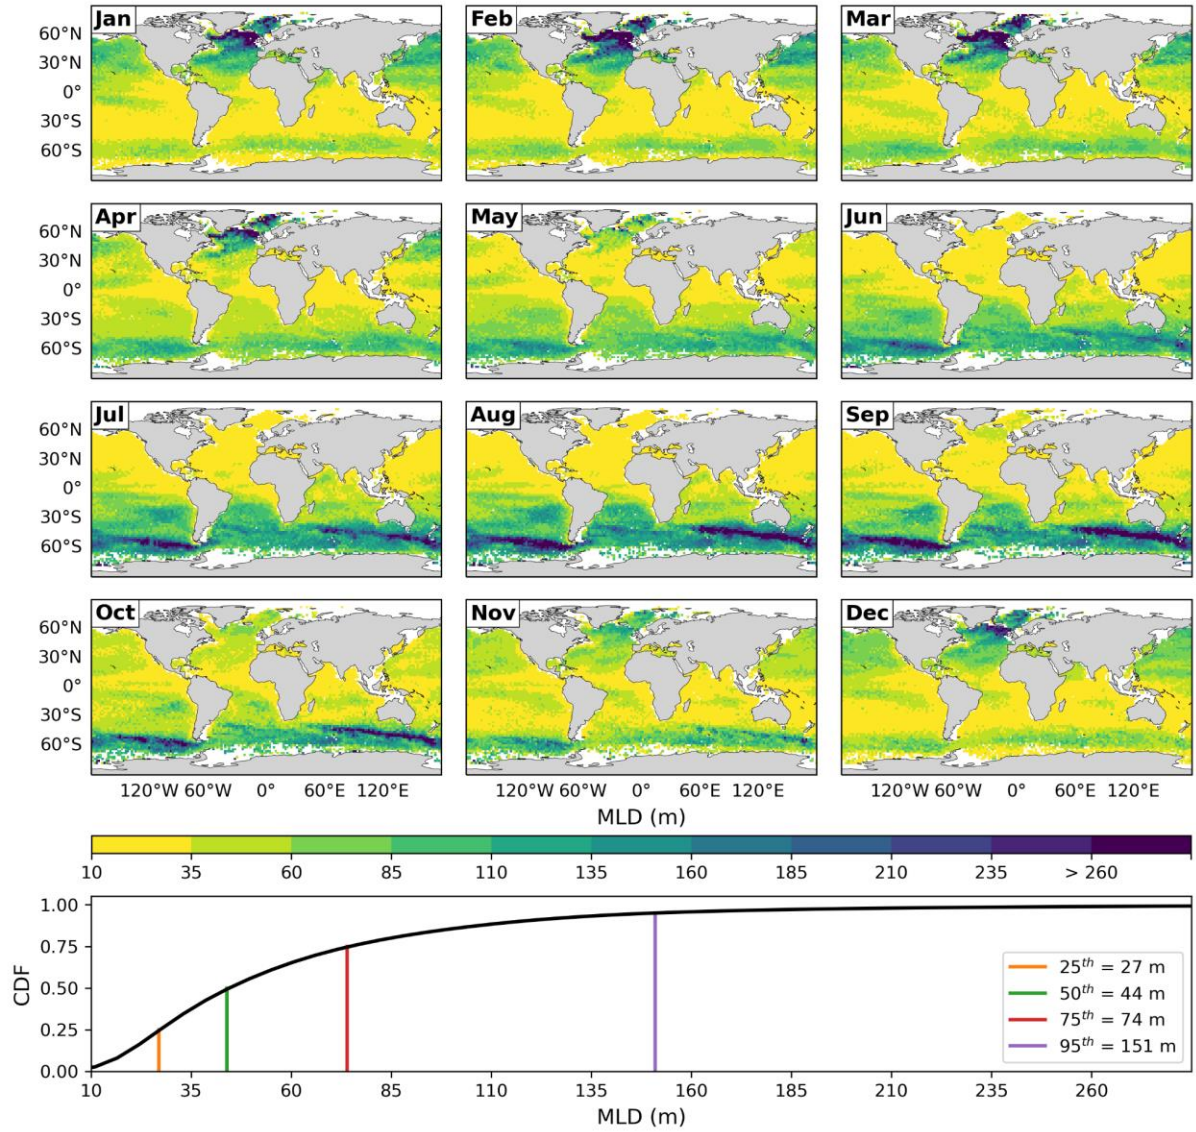 Jan
Feb
Mar
60°N
30°N
0°
30°S
60°S
Apr
May
Jun
60°N
30°N
0°
30°S
60°S
Jul
Aug
Sep
60°N
30°N
0°
30°S
60°S
Oct
Nov
Dec
60°N
30°N
0°
30°S
60°S
120°W 60°W 0° 60°E 120°E
120°W 60°W 0° 60°E 120°E
120°W 60°W 0° 60°E 120°E
MLD (m)
10 35 60 85 110 135 160 185 210 235 > 260
1.00
0.75
0.50
0.25
0.00
CDF
25th = 27 m
50th = 44 m
75th = 74 m
95th = 151 m
10 35 60 85 110 135 160 185 210 235 260
MLD (m)